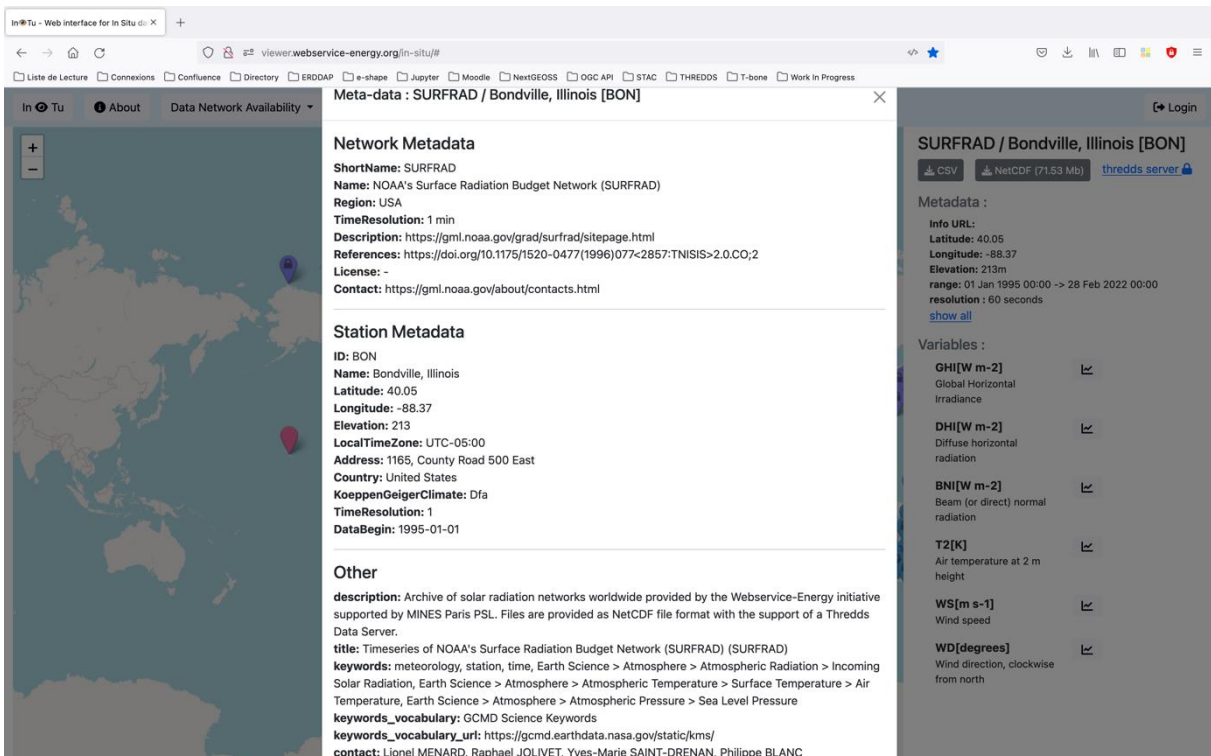 In👁Tu - Web interface for In Situ da
viewer.webservice-energy.org/in-situ/#
Liste de Lecture Connexions Confluence Directory ERDDAP e-shape Jupyter Moodle NextGEOSS OGC API STAC THREDDS T-bone Work In Progress
In 👁 Tu About Data Network Availability Login
+
−
Meta-data : SURFRAD / Bondville, Illinois [BON]
Network Metadata
ShortName: SURFRAD
Name: NOAA's Surface Radiation Budget Network (SURFRAD)
Region: USA
TimeResolution: 1 min
Description: https://gml.noaa.gov/grad/surfrad/sitepage.html
References: https://doi.org/10.1175/1520-0477(1996)077<2857:TNISIS>2.0.CO;2
License: -
Contact: https://gml.noaa.gov/about/contacts.html
Station Metadata
ID: BON
Name: Bondville, Illinois
Latitude: 40.05
Longitude: -88.37
Elevation: 213
LocalTimeZone: UTC-05:00
Address: 1165, County Road 500 East
Country: United States
KoeppenGeigerClimate: Dfa
TimeResolution: 1
DataBegin: 1995-01-01
Other
description: Archive of solar radiation networks worldwide provided by the Webservice-Energy initiative
supported by MINES Paris PSL. Files are provided as NetCDF file format with the support of a Thredds
Data Server.
title: Timeseries of NOAA's Surface Radiation Budget Network (SURFRAD) (SURFRAD)
keywords: meteorology, station, time, Earth Science > Atmosphere > Atmospheric Radiation > Incoming
Solar Radiation, Earth Science > Atmosphere > Atmospheric Temperature > Surface Temperature > Air
Temperature, Earth Science > Atmosphere > Atmospheric Pressure > Sea Level Pressure
keywords_vocabulary: GCMD Science Keywords
keywords_vocabulary_url: https://gcmd.earthdata.nasa.gov/static/kms/
contact: Lionel MENARD, Raphael JOLIVET, Yves-Marie SAINT-DRENAN, Philippe BLANC
SURFRAD / Bondville, Illinois [BON]
CSV NetCDF (71.53 Mb) thredds server
Metadata :
Info URL:
Latitude: 40.05
Longitude: -88.37
Elevation: 213m
range: 01 Jan 1995 00:00 -> 28 Feb 2022 00:00
resolution : 60 seconds
show all
Variables :
GHI[W m-2]
Global Horizontal
Irradiance
DHI[W m-2]
Diffuse horizontal
radiation
BNI[W m-2]
Beam (or direct) normal
radiation
T2[K]
Air temperature at 2 m
height
WS[m s-1]
Wind speed
WD[degrees]
Wind direction, clockwise
from north